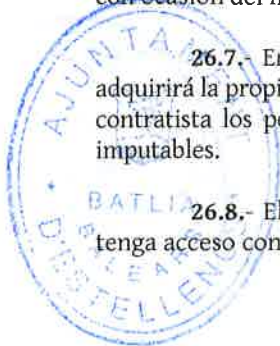 con ocasión del
26.7.- En
adquirirá la propi
contratista los pe
imputables.
26.8.- El
tenga acceso con
AJUNTAMENT
BATLIA
BALEARS
D'ESTELLENCS